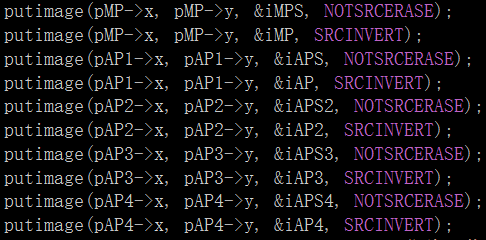 putimage(pMP->x, pMP->y, &iMPS, NOTSRCERASE);
putimage(pMP->x, pMP->y, &iMP, SRCINVERT);
putimage(pAP1->x, pAP1->y, &iAPS, NOTSRCERASE);
putimage(pAP1->x, pAP1->y, &iAP, SRCINVERT);
putimage(pAP2->x, pAP2->y, &iAPS2, NOTSRCERASE);
putimage(pAP2->x, pAP2->y, &iAP2, SRCINVERT);
putimage(pAP3->x, pAP3->y, &iAPS3, NOTSRCERASE);
putimage(pAP3->x, pAP3->y, &iAP3, SRCINVERT);
putimage(pAP4->x, pAP4->y, &iAPS4, NOTSRCERASE);
putimage(pAP4->x, pAP4->y, &iAP4, SRCINVERT);